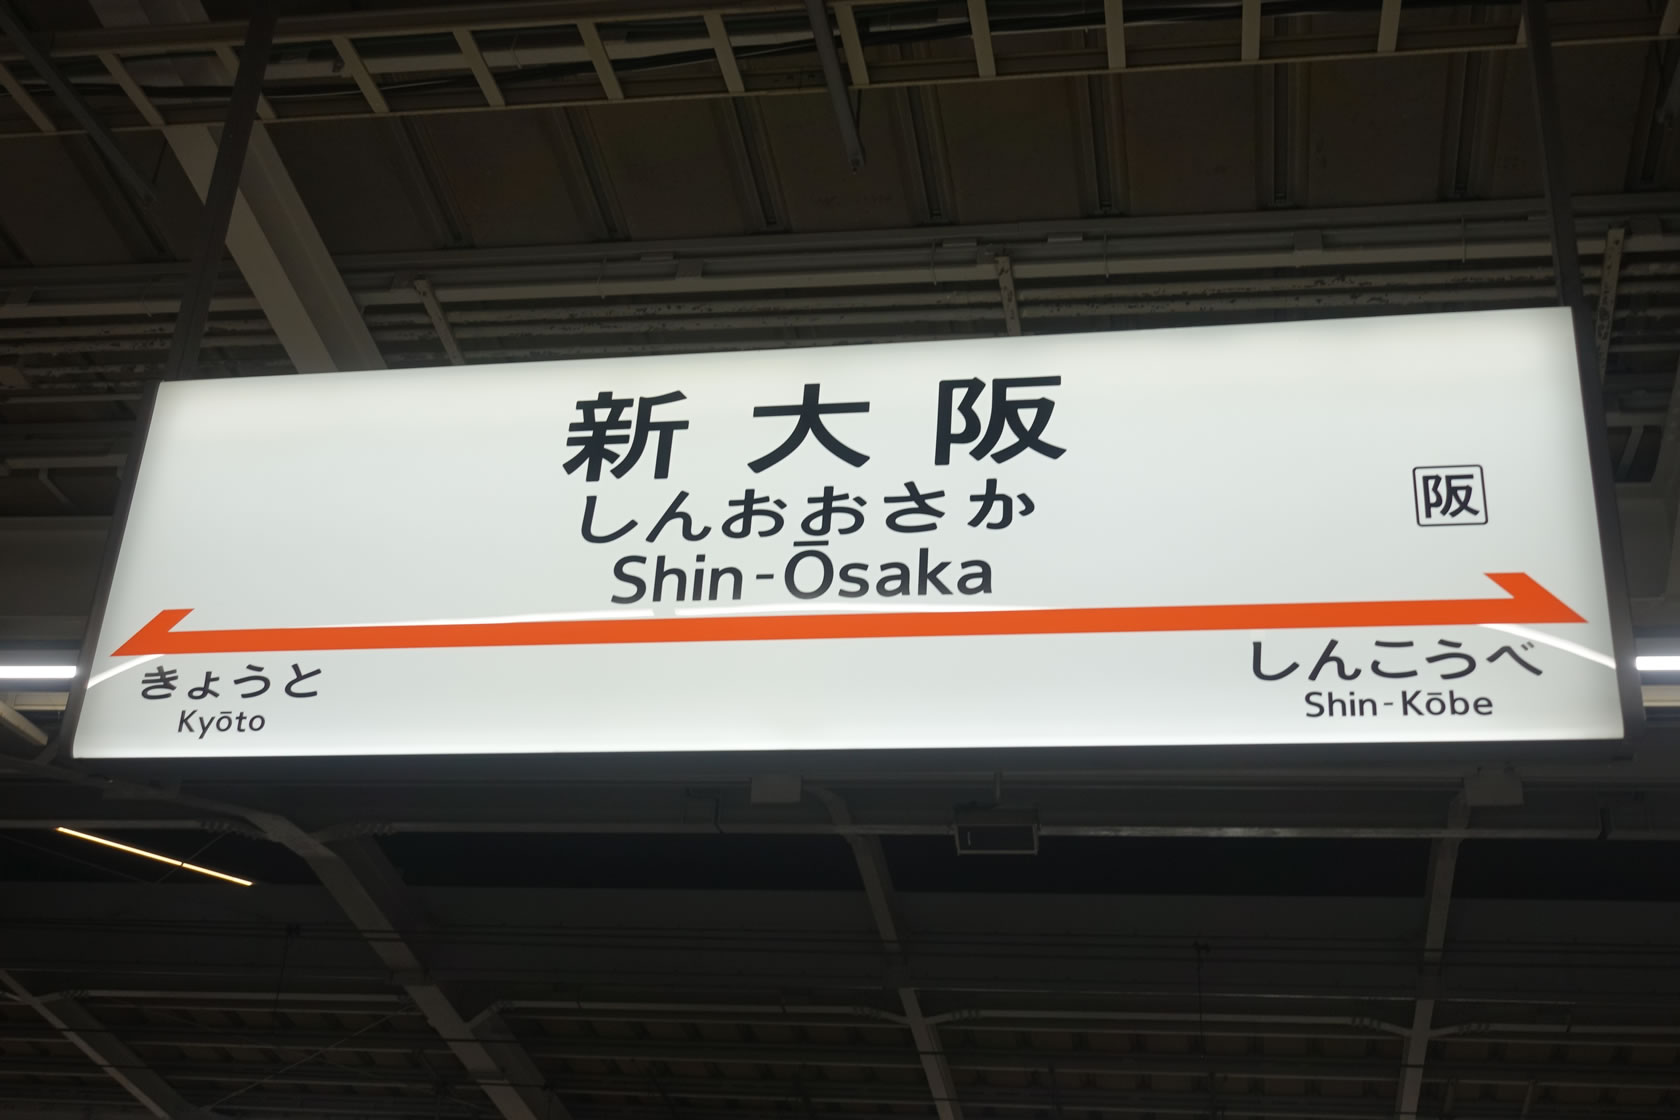 新大阪
しんおおさか
Shin-Ōsaka
阪
きょうと
Kyōto
しんこうべ
Shin-Kōbe